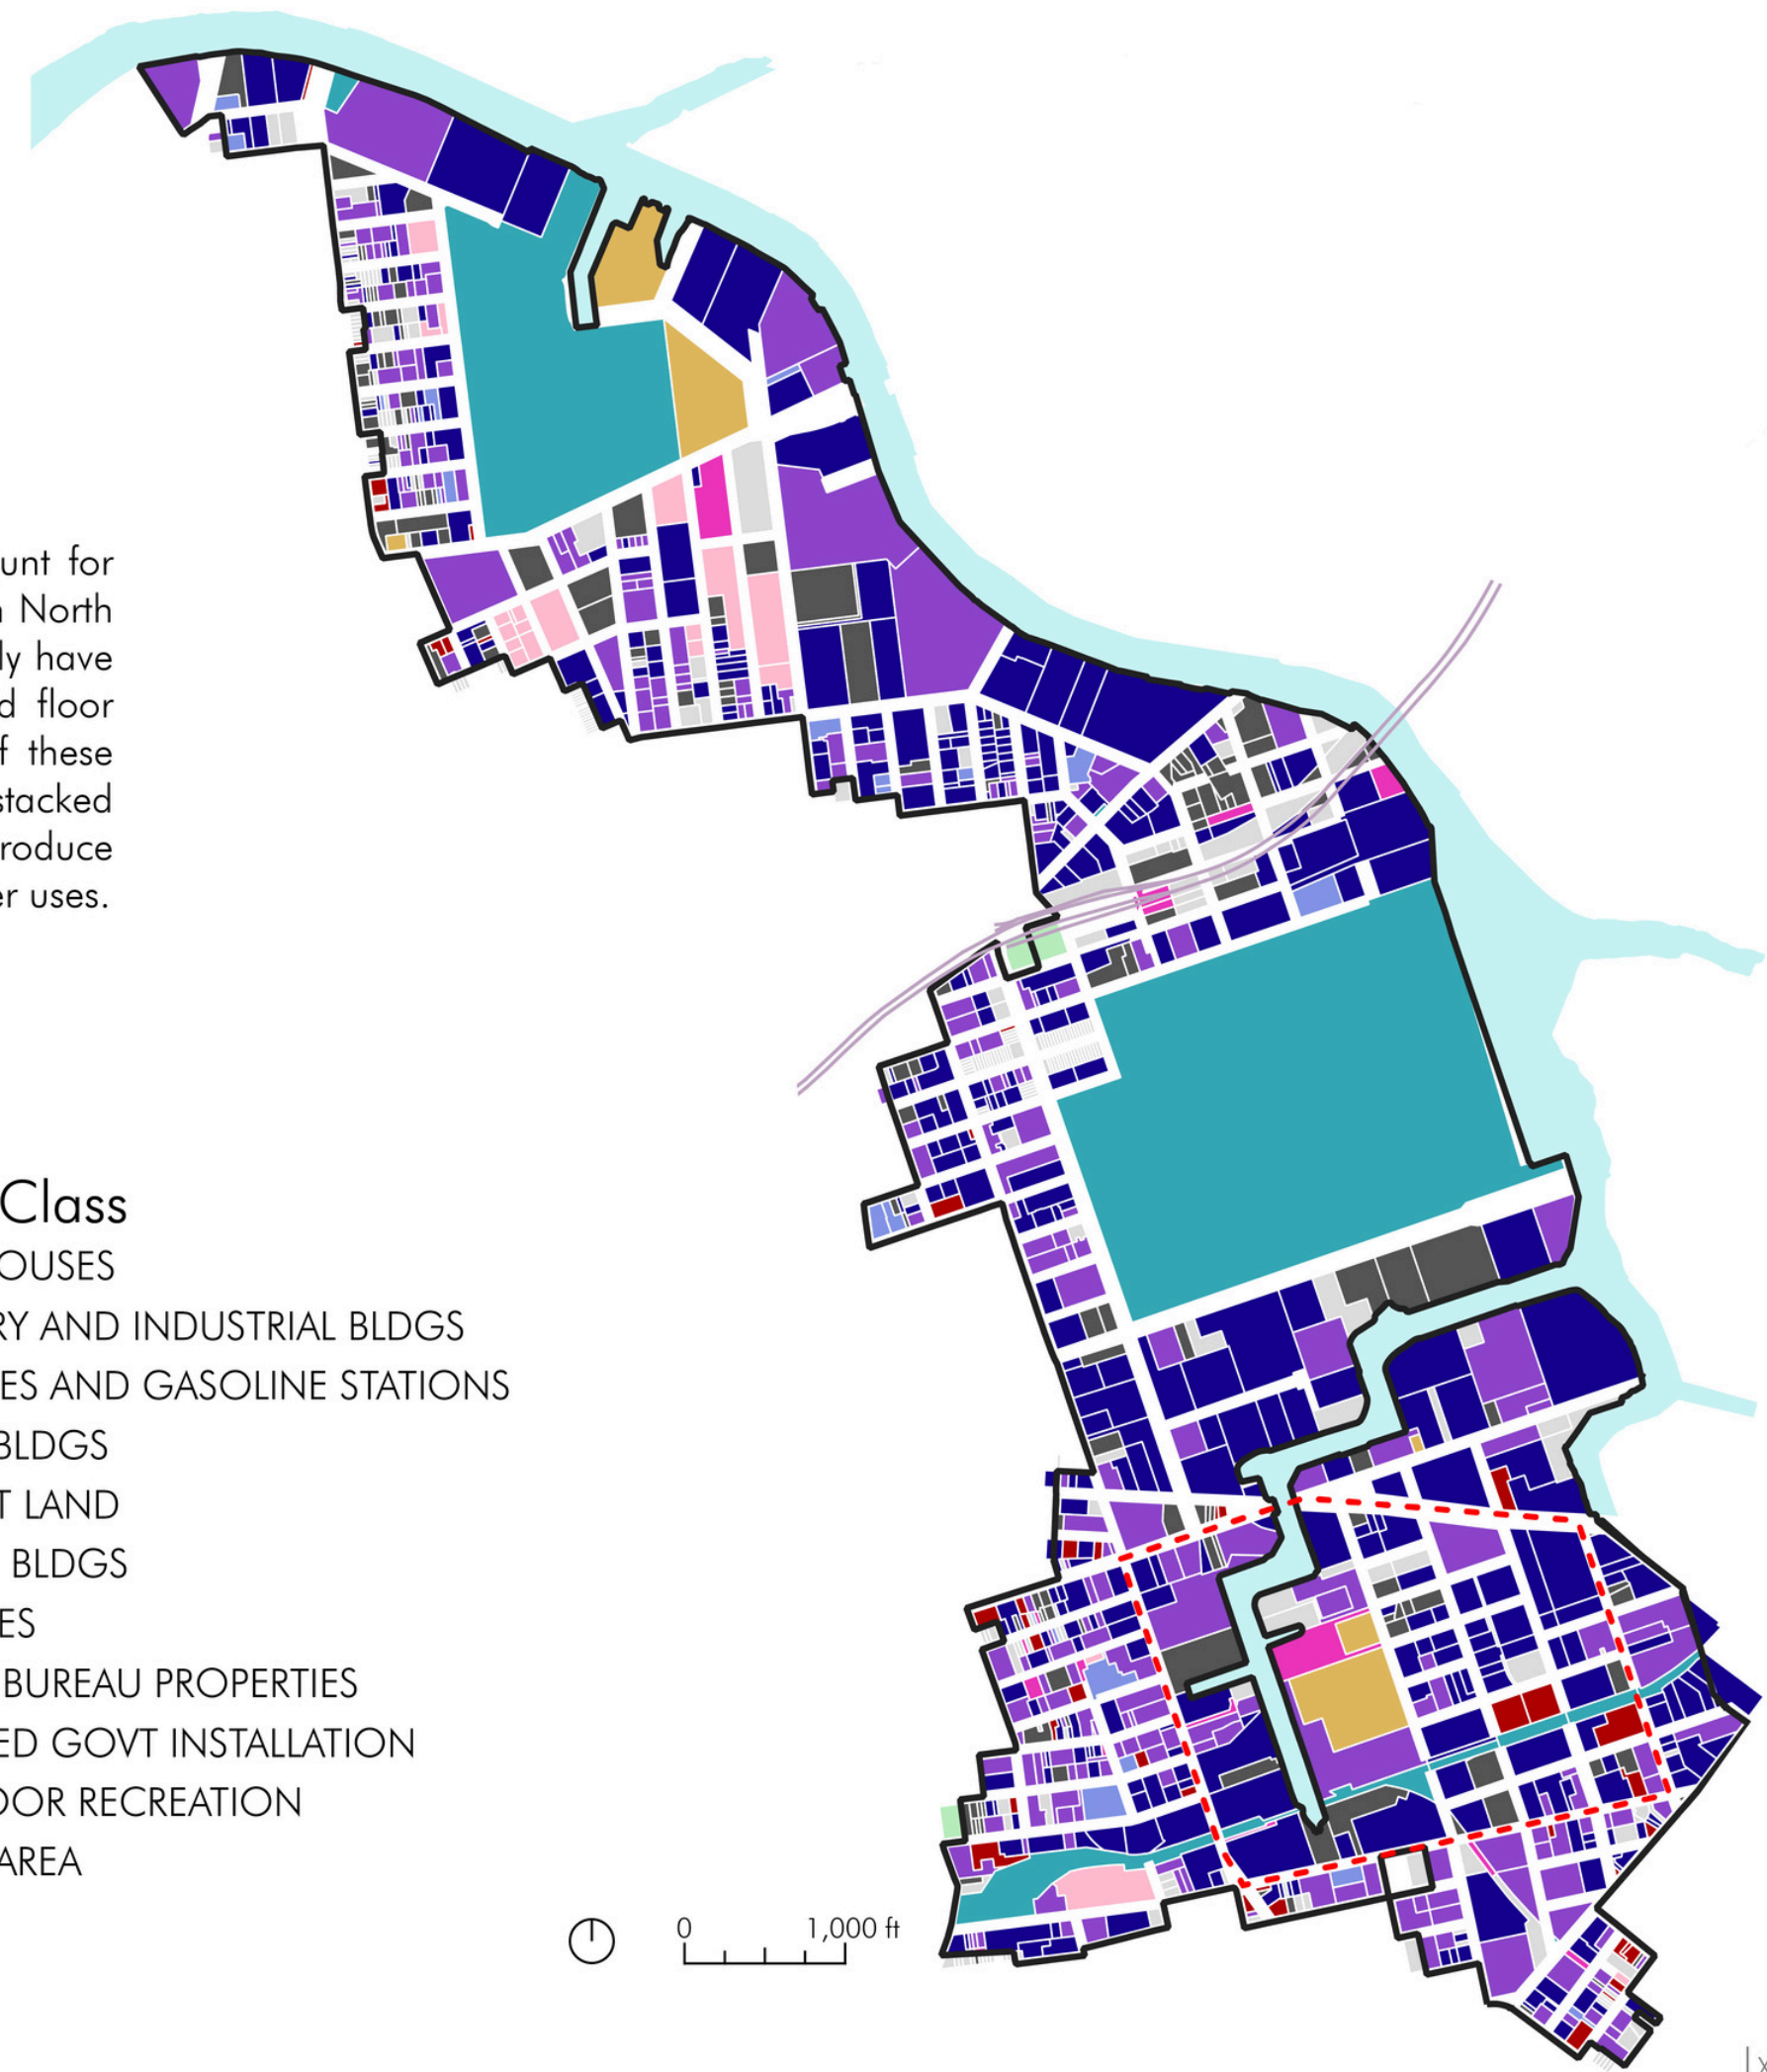 unt for
North
ly have
d floor
f these
stacked
roduce
er uses.
Class
OUSES
RY AND INDUSTRIAL BLDGS
ES AND GASOLINE STATIONS
BLDGS
T LAND
BLDGS
ES
BUREAU PROPERTIES
ED GOVT INSTALLATION
OOR RECREATION
AREA
0 1,000 ft